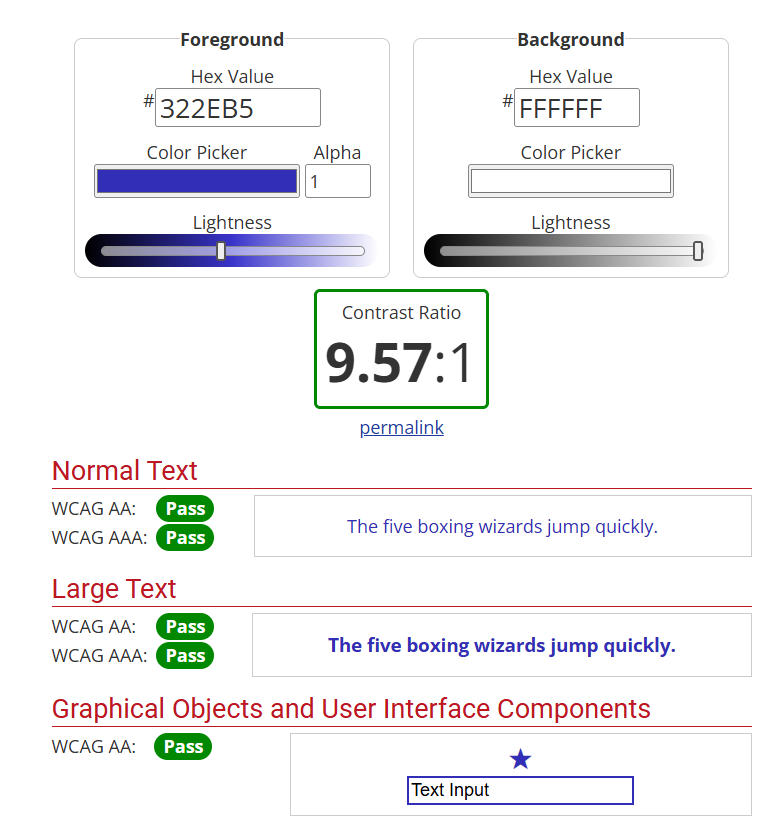 Foreground
Hex Value
#322EB5
Color Picker Alpha
1
Lightness
Background
Hex Value
#FFFFFF
Color Picker
Lightness
Contrast Ratio
9.57:1
permalink
Normal Text
WCAG AA: Pass
WCAG AAA: Pass
The five boxing wizards jump quickly.
Large Text
WCAG AA: Pass
WCAG AAA: Pass
The five boxing wizards jump quickly.
Graphical Objects and User Interface Components
WCAG AA: Pass
Text Input